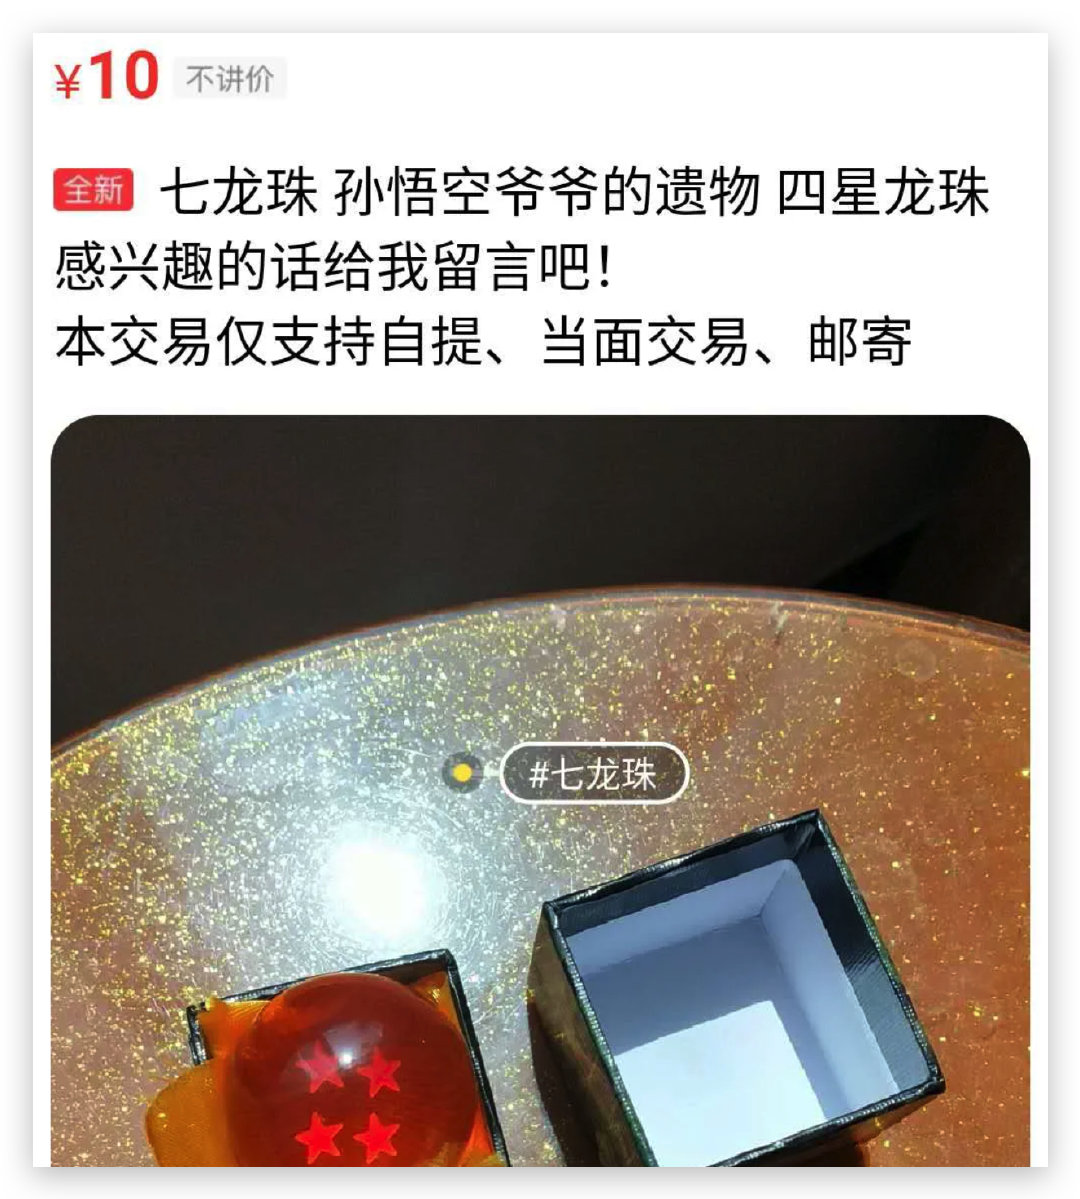 ¥10 不讲价
全新 七龙珠 孙悟空爷爷的遗物 四星龙珠
感兴趣的话给我留言吧！
本交易仅支持自提、当面交易、邮寄
#七龙珠